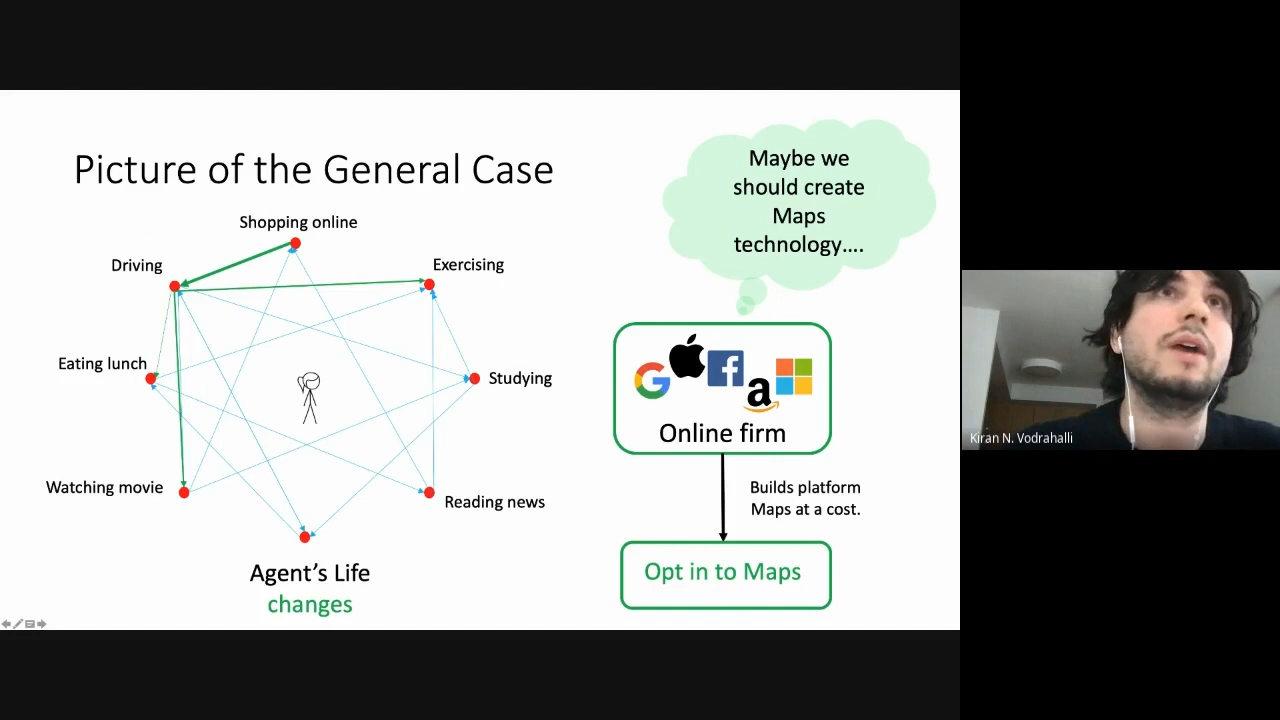 Picture of the General Case
Shopping online
Driving
Exercising
Eating lunch
Studying
Watching movie
Reading news
Agent's Life
changes
Maybe we
should create
Maps
technology....
Online firm
Builds platform
Maps at a cost.
Opt in to Maps
Kiran N. Vodrahalli